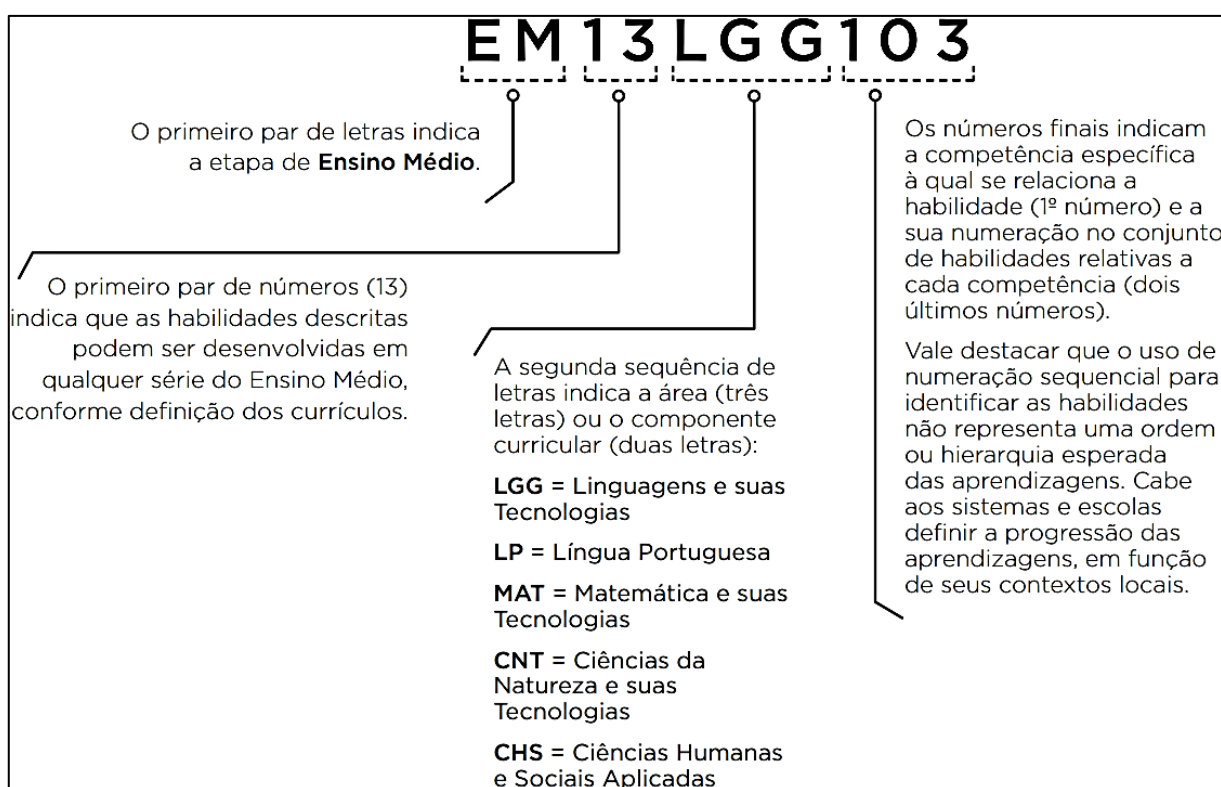 EM13LGG103
O primeiro par de letras indica
a etapa de Ensino Médio.
O primeiro par de números (13)
indica que as habilidades descritas
podem ser desenvolvidas em
qualquer série do Ensino Médio,
conforme definição dos currículos.
A segunda sequência de
letras indica a área (três
letras) ou o componente
curricular (duas letras):
LGG = Linguagens e suas
Tecnologias
LP = Língua Portuguesa
MAT = Matemática e suas
Tecnologias
CNT = Ciências da
Natureza e suas
Tecnologias
CHS = Ciências Humanas
e Sociais Aplicadas
Os números finais indicam
a competência específica
à qual se relaciona a
habilidade (1º número) e a
sua numeração no conjunto
de habilidades relativas a
cada competência (dois
últimos números).
Vale destacar que o uso de
numeração sequencial para
identificar as habilidades
não representa uma ordem
ou hierarquia esperada
das aprendizagens. Cabe
aos sistemas e escolas
definir a progressão das
aprendizagens, em função
de seus contextos locais.